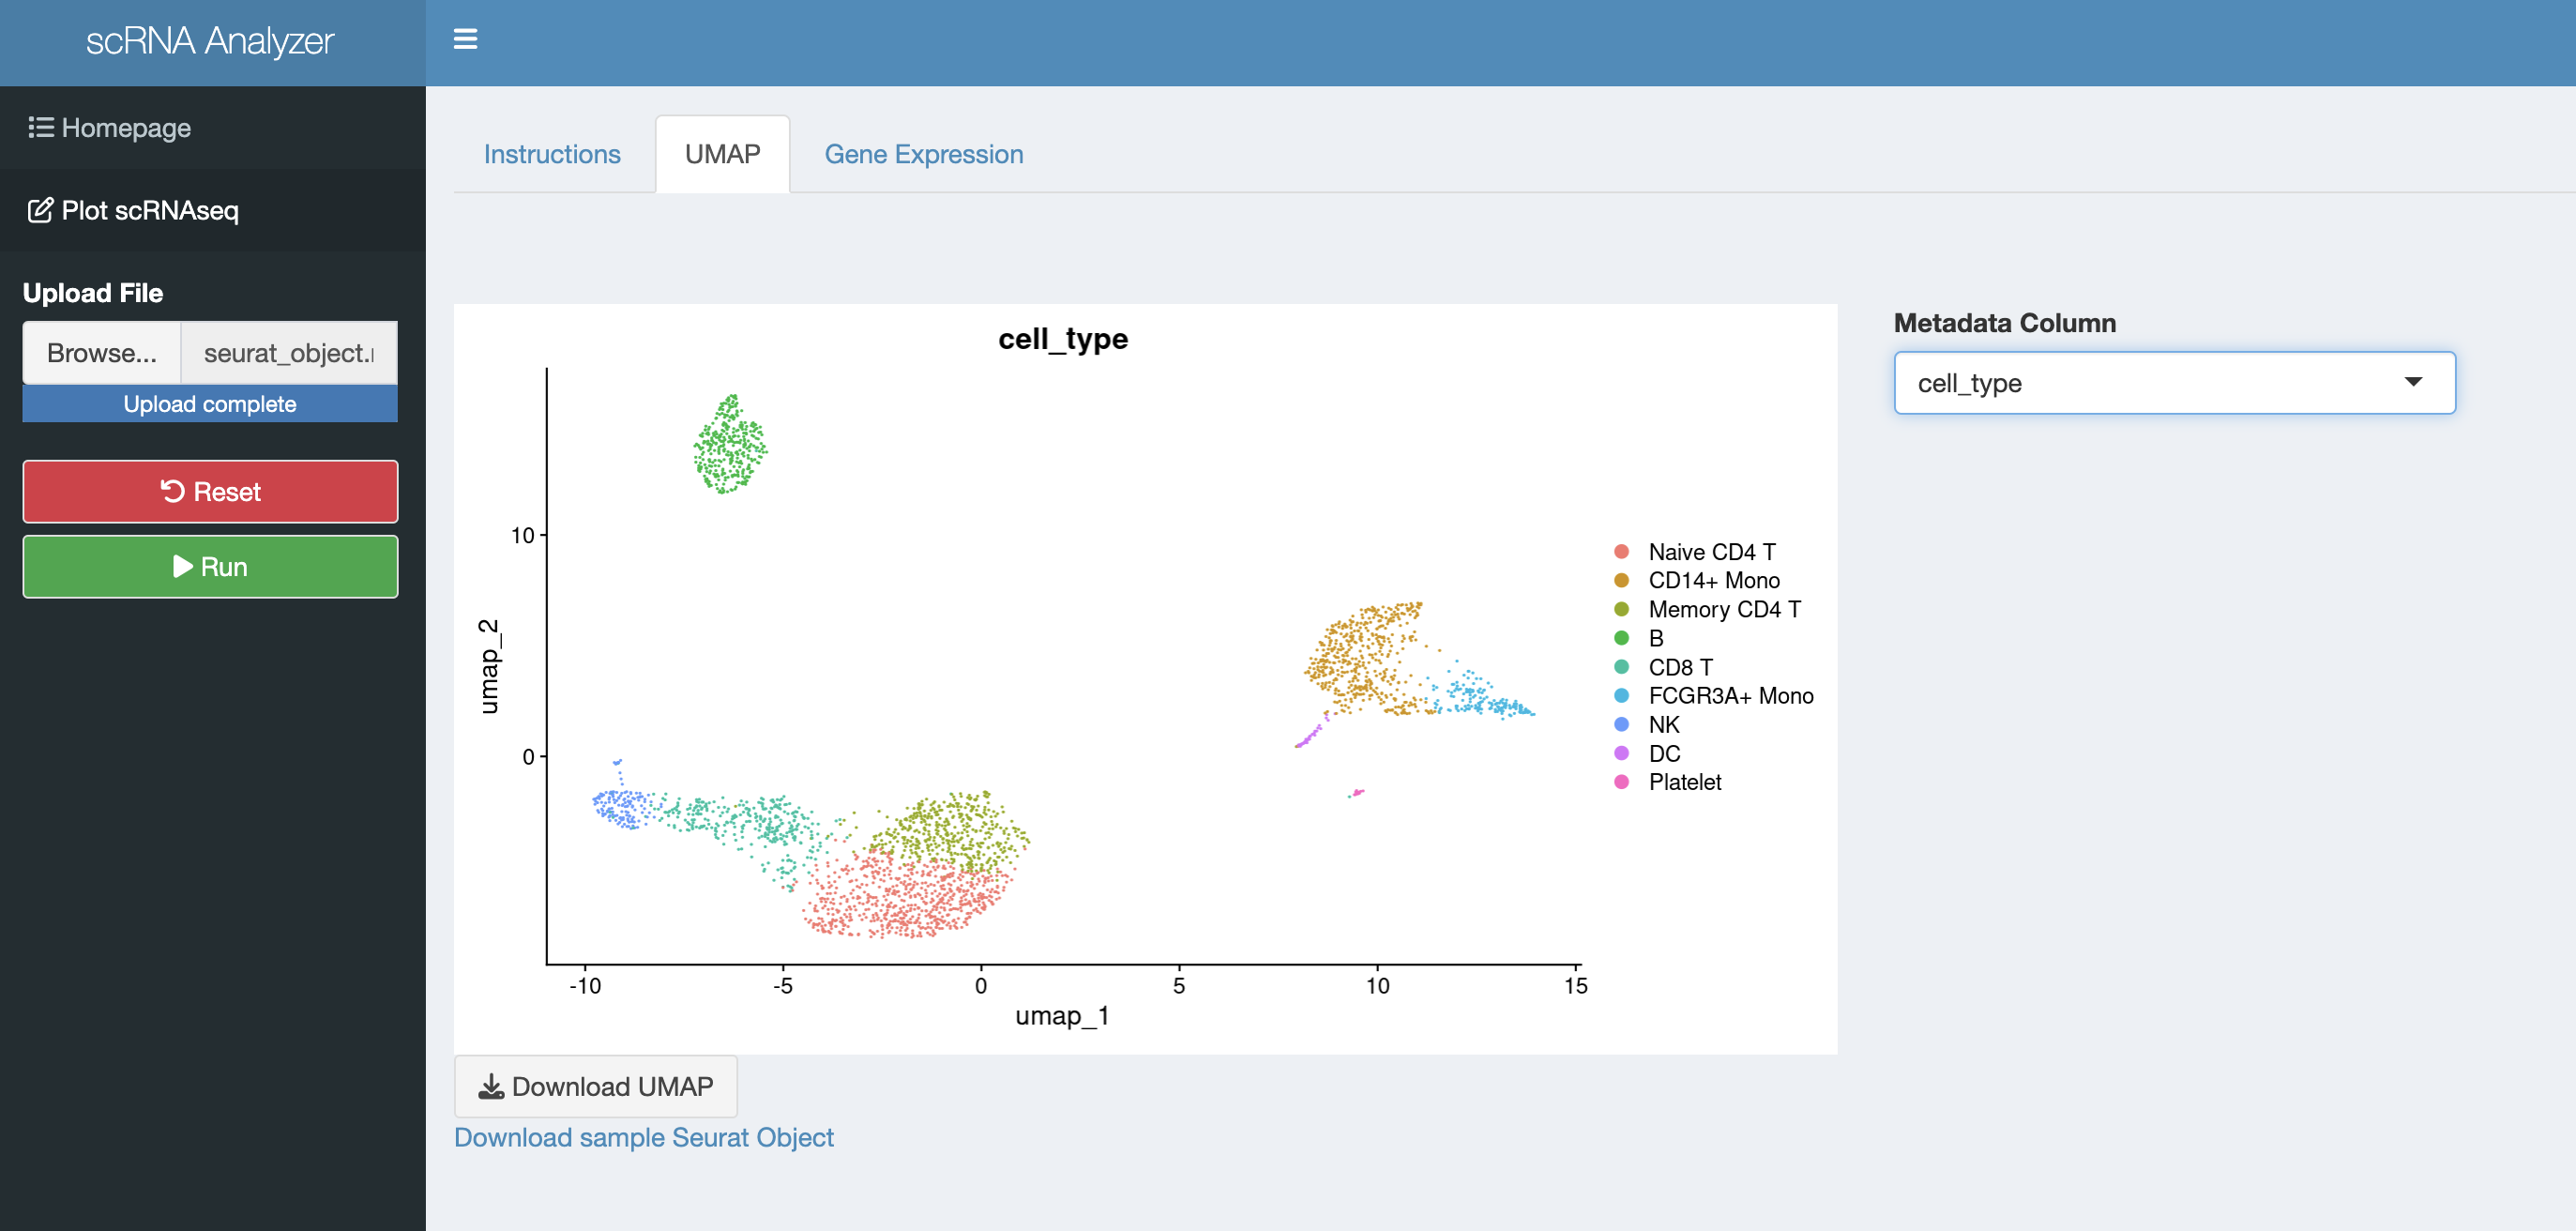 scRNA Analyzer
Homepage
Plot scRNAseq
Upload File
Browse... seurat_object.
Upload complete
Reset
Run
Instructions UMAP Gene Expression
cell_type
umap_2
10
0
-10 -5 0 5 10 15
umap_1
Naive CD4 T
CD14+ Mono
Memory CD4 T
B
CD8 T
FCGR3A+ Mono
NK
DC
Platelet
Metadata Column
cell_type
Download UMAP
Download sample Seurat Object